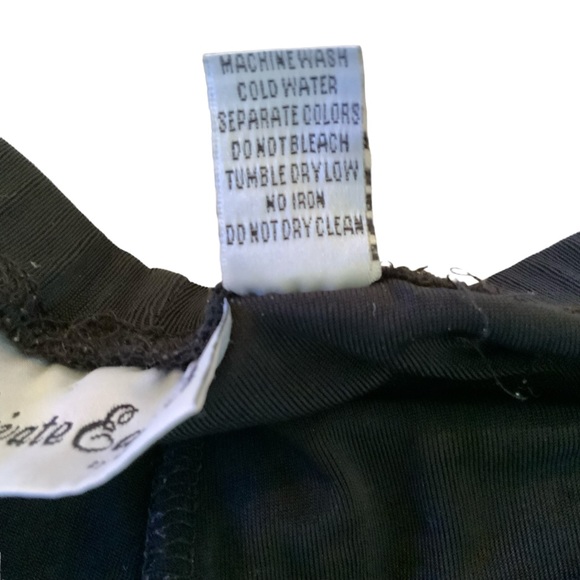 MACHINE WASH
COLD WATER
SEPARATE COLORS
DO NOT BLEACH
TUMBLE DRY LOW
NO IRON
DO NOT DRY CLEAN